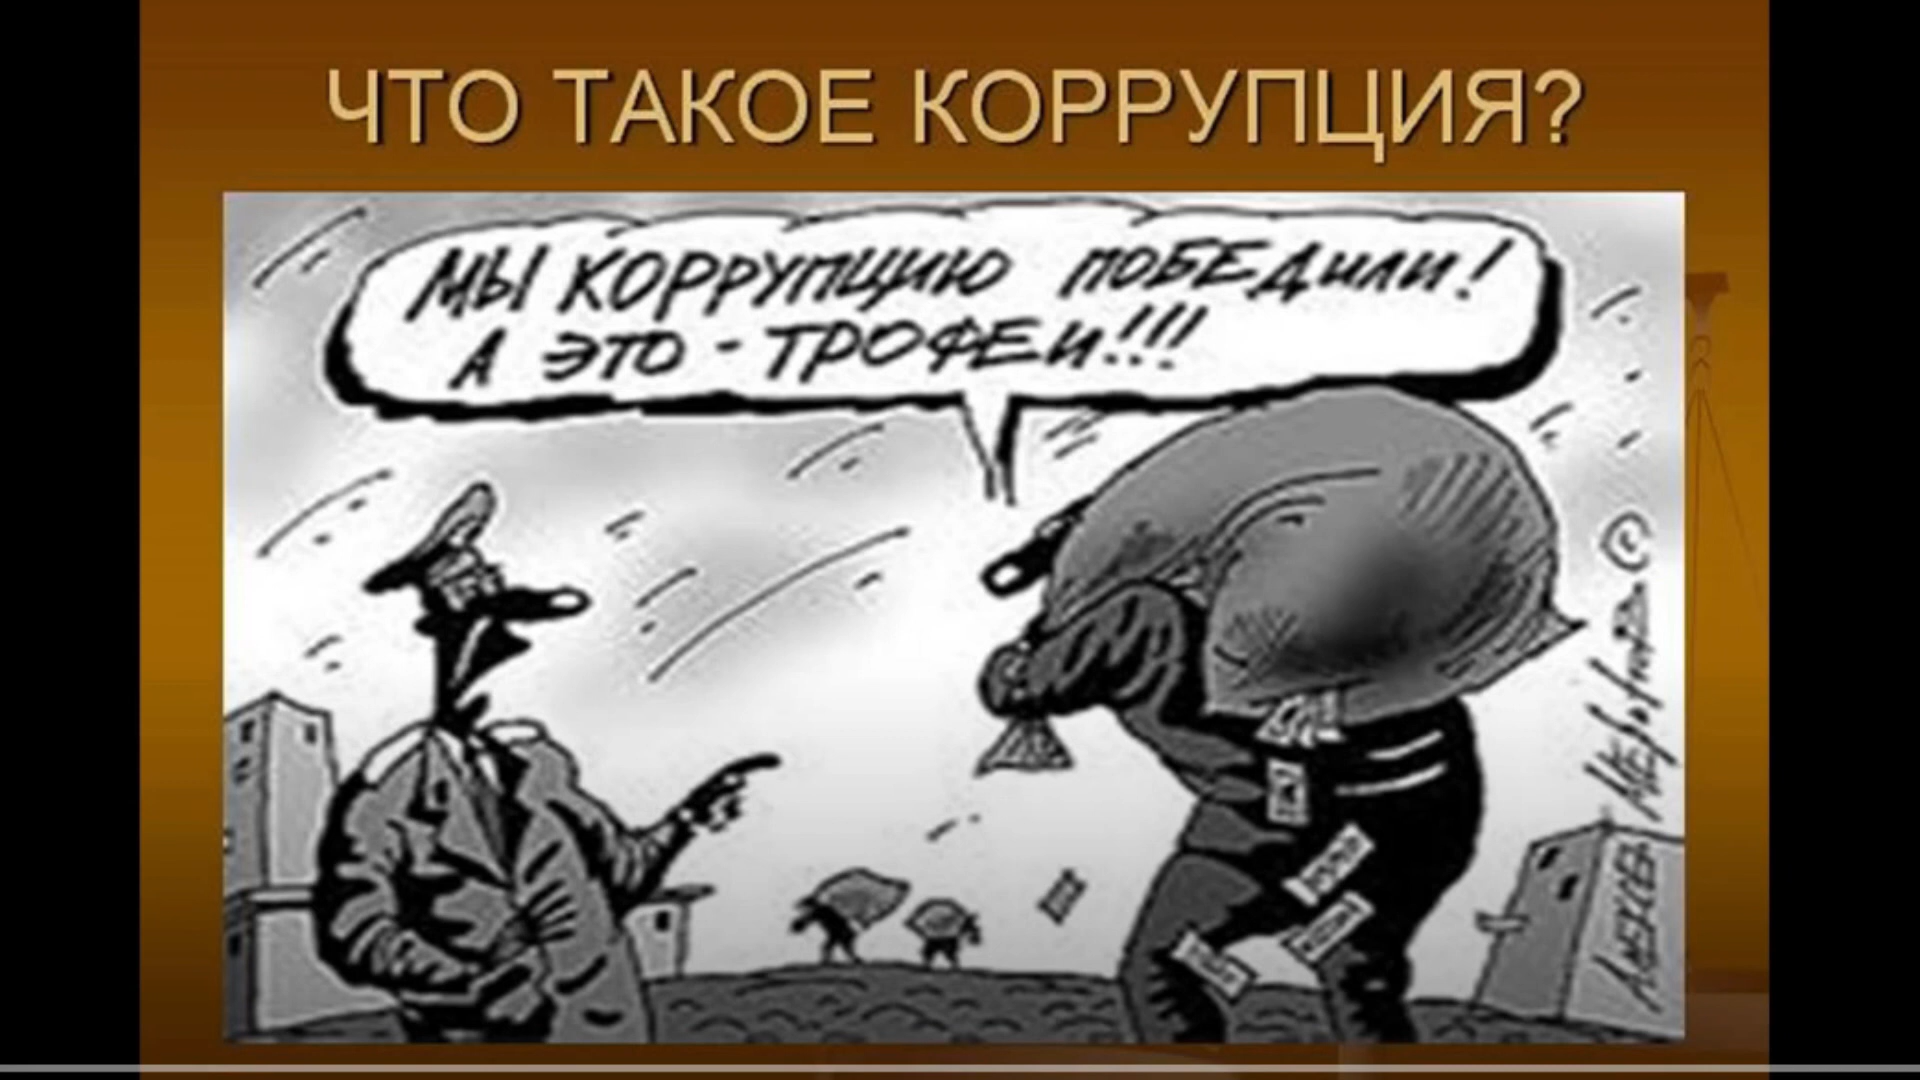 ЧТО ТАКОЕ КОРРУПЦИЯ?
МЫ КОРРУПЦИЮ ПОБЕДИЛИ!
А ЭТО - ТРОФЕИ!!!